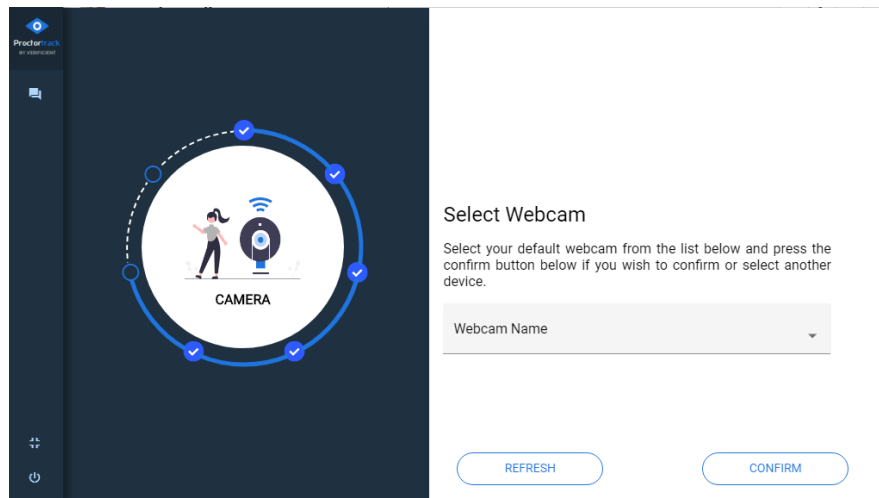 Proctortrack
BY VERIFICIENT
CAMERA
Select Webcam
Select your default webcam from the list below and press the
confirm button below if you wish to confirm or select another
device.
Webcam Name
REFRESH
CONFIRM